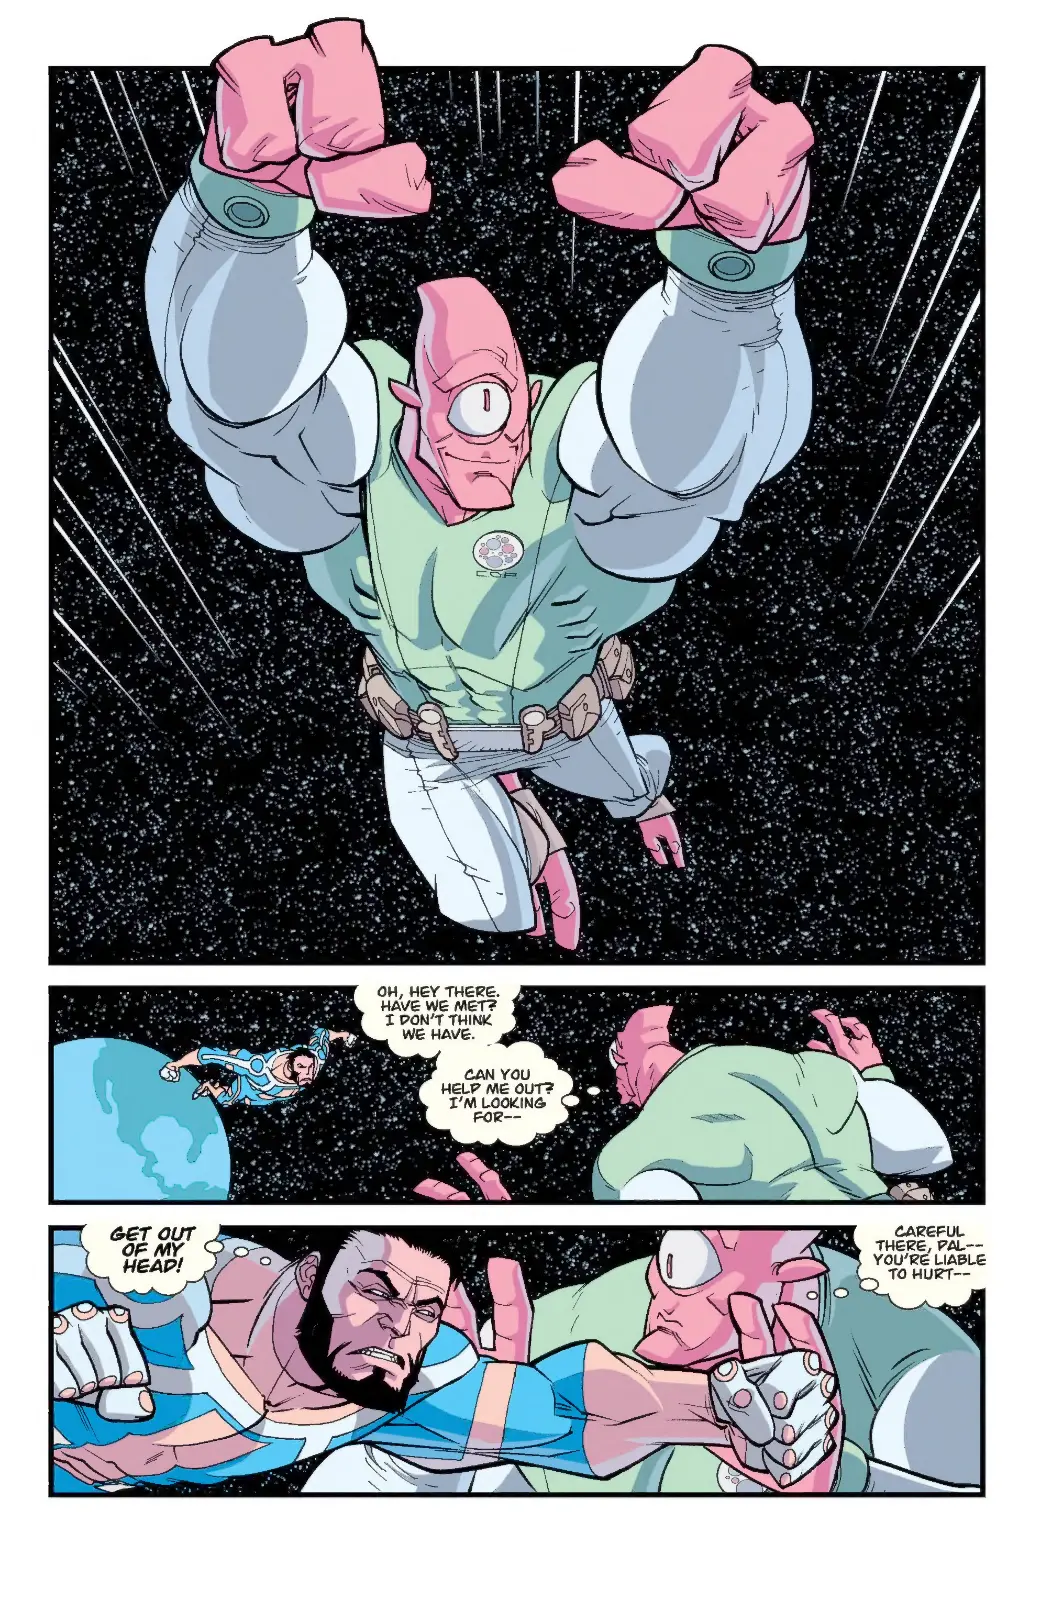 COP
OH, HEY THERE.
HAVE WE MET?
I DON'T THINK
WE HAVE.
CAN YOU
HELP ME OUT?
I'M LOOKING
FOR--
GET OUT
OF MY
HEAD!
CAREFUL
THERE, PAL--
YOU'RE LIABLE
TO HURT--